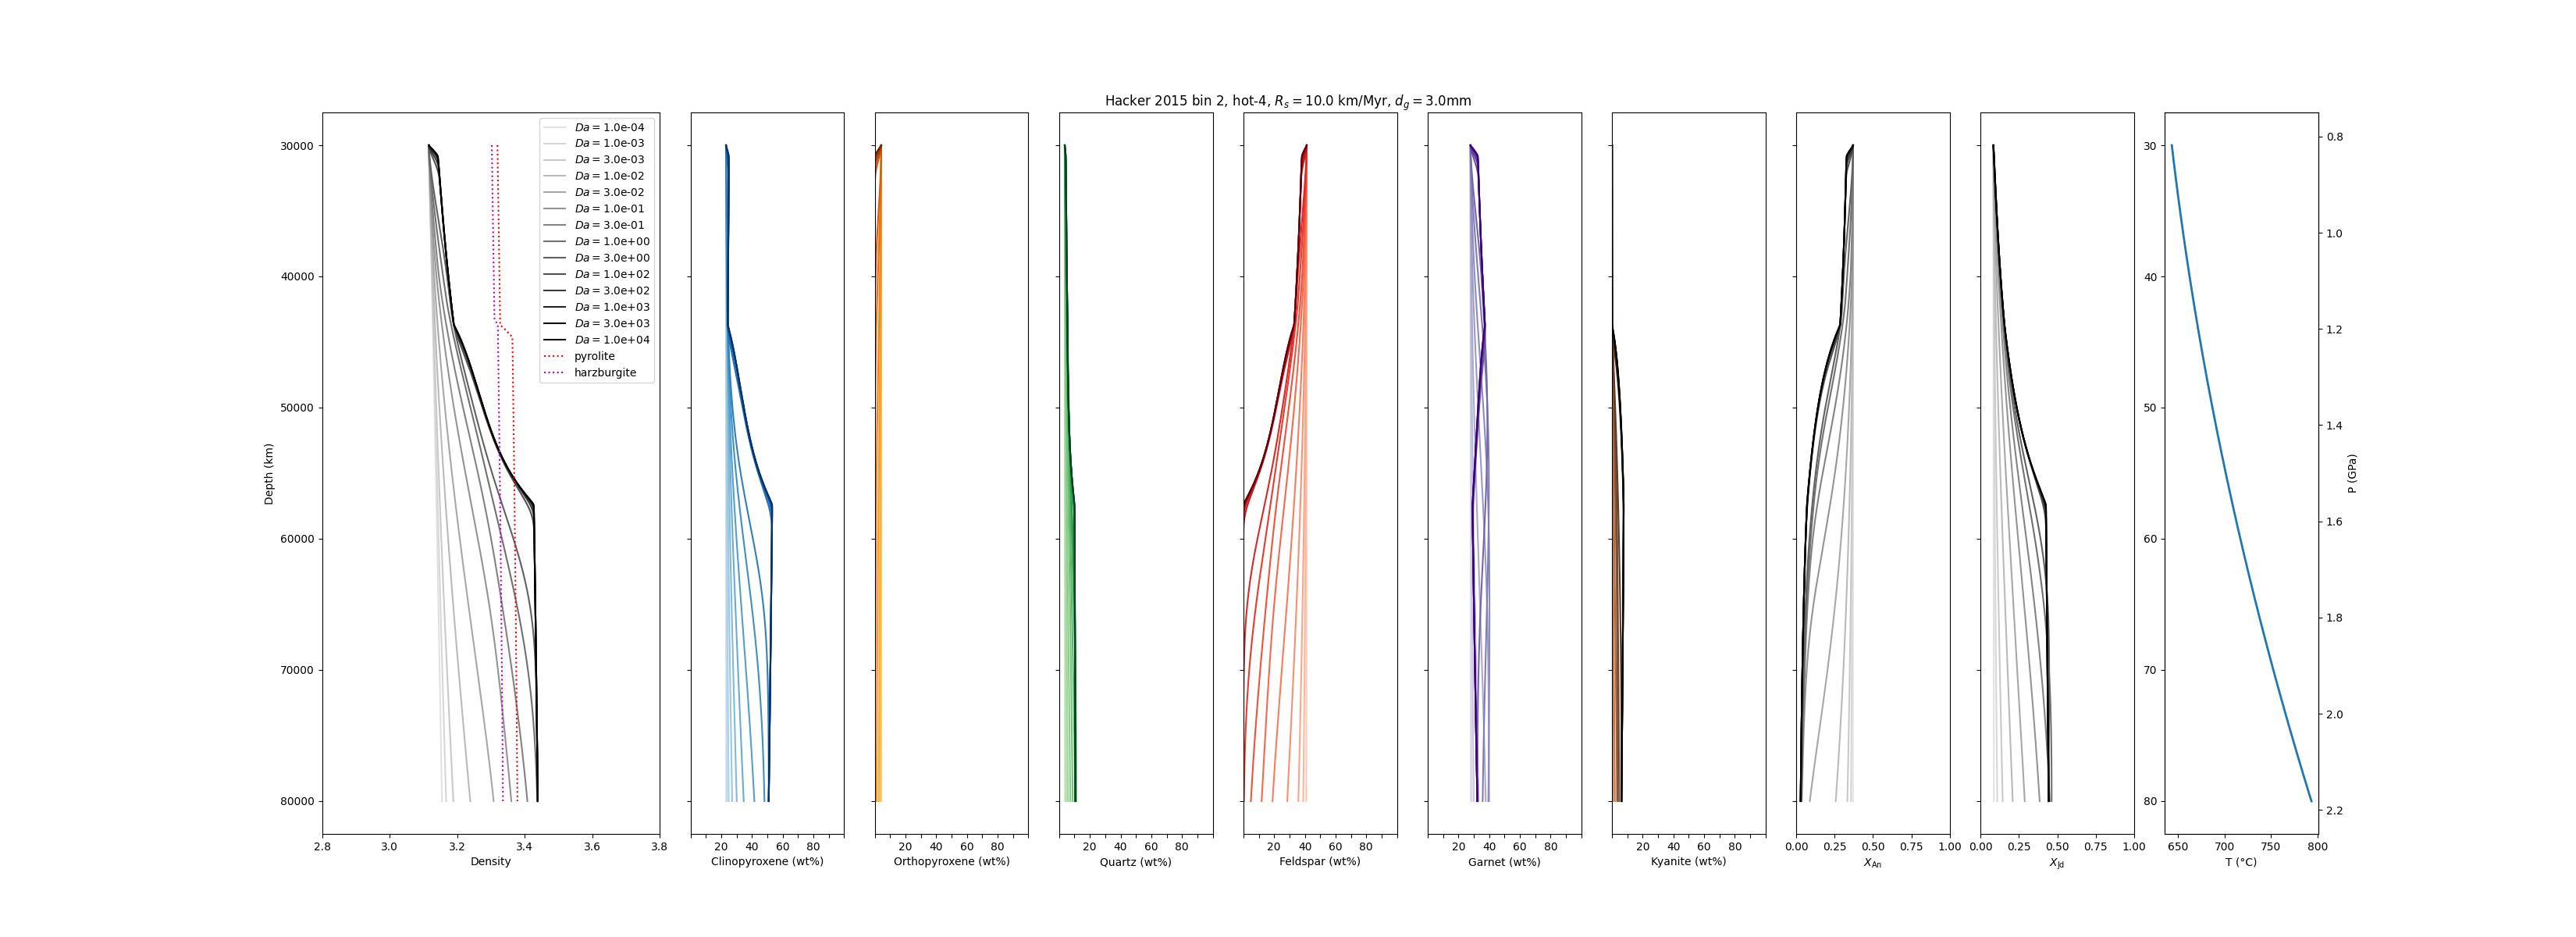 Hacker 2015 bin 2, hot-4, R_s = 10.0 km/Myr, d_g = 3.0mm
Da = 1.0e-04
Da = 1.0e-03
Da = 3.0e-03
Da = 1.0e-02
Da = 3.0e-02
Da = 1.0e-01
Da = 3.0e-01
Da = 1.0e+00
Da = 3.0e+00
Da = 1.0e+02
Da = 3.0e+02
Da = 1.0e+03
Da = 3.0e+03
Da = 1.0e+04
pyrolite
harzburgite
Depth (km)
30000
40000
50000
60000
70000
80000
2.8 3.0 3.2 3.4 3.6 3.8
Density
20 40 60 80
Clinopyroxene (wt%)
20 40 60 80
Orthopyroxene (wt%)
20 40 60 80
Quartz (wt%)
20 40 60 80
Feldspar (wt%)
20 40 60 80
Garnet (wt%)
20 40 60 80
Kyanite (wt%)
0.00 0.25 0.50 0.75 1.00
X_An
0.00 0.25 0.50 0.75 1.00
X_Jd
30
40
50
60
70
80
650 700 750 800
T (°C)
0.8
1.0
1.2
1.4
1.6
1.8
2.0
2.2
P (GPa)